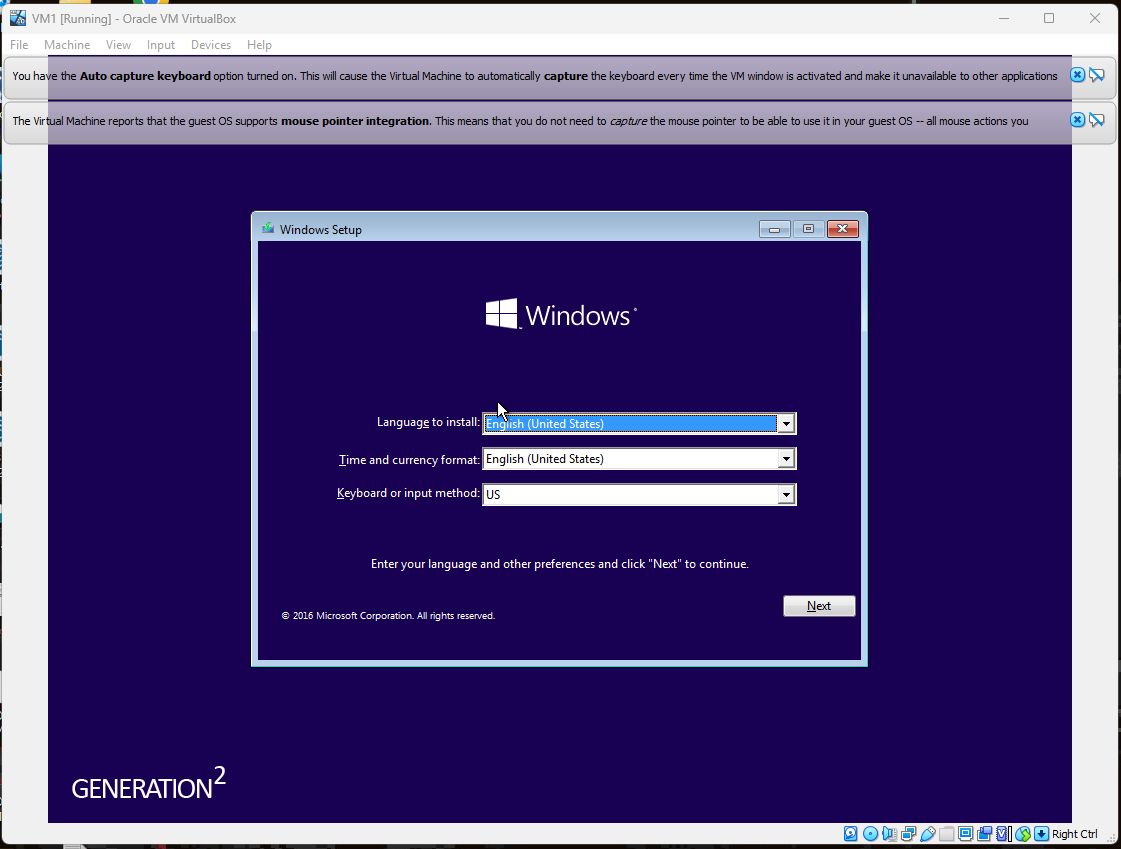 VM1 [Running] - Oracle VM VirtualBox
File Machine View Input Devices Help
You have the Auto capture keyboard option turned on. This will cause the Virtual Machine to automatically capture the keyboard every time the VM window is activated and make it unavailable to other applications
The Virtual Machine reports that the guest OS supports mouse pointer integration. This means that you do not need to capture the mouse pointer to be able to use it in your guest OS -- all mouse actions you
Windows Setup
Windows
Language to install: English (United States)
Time and currency format: English (United States)
Keyboard or input method: US
Enter your language and other preferences and click "Next" to continue.
Next
© 2016 Microsoft Corporation. All rights reserved.
GENERATION2
Right Ctrl